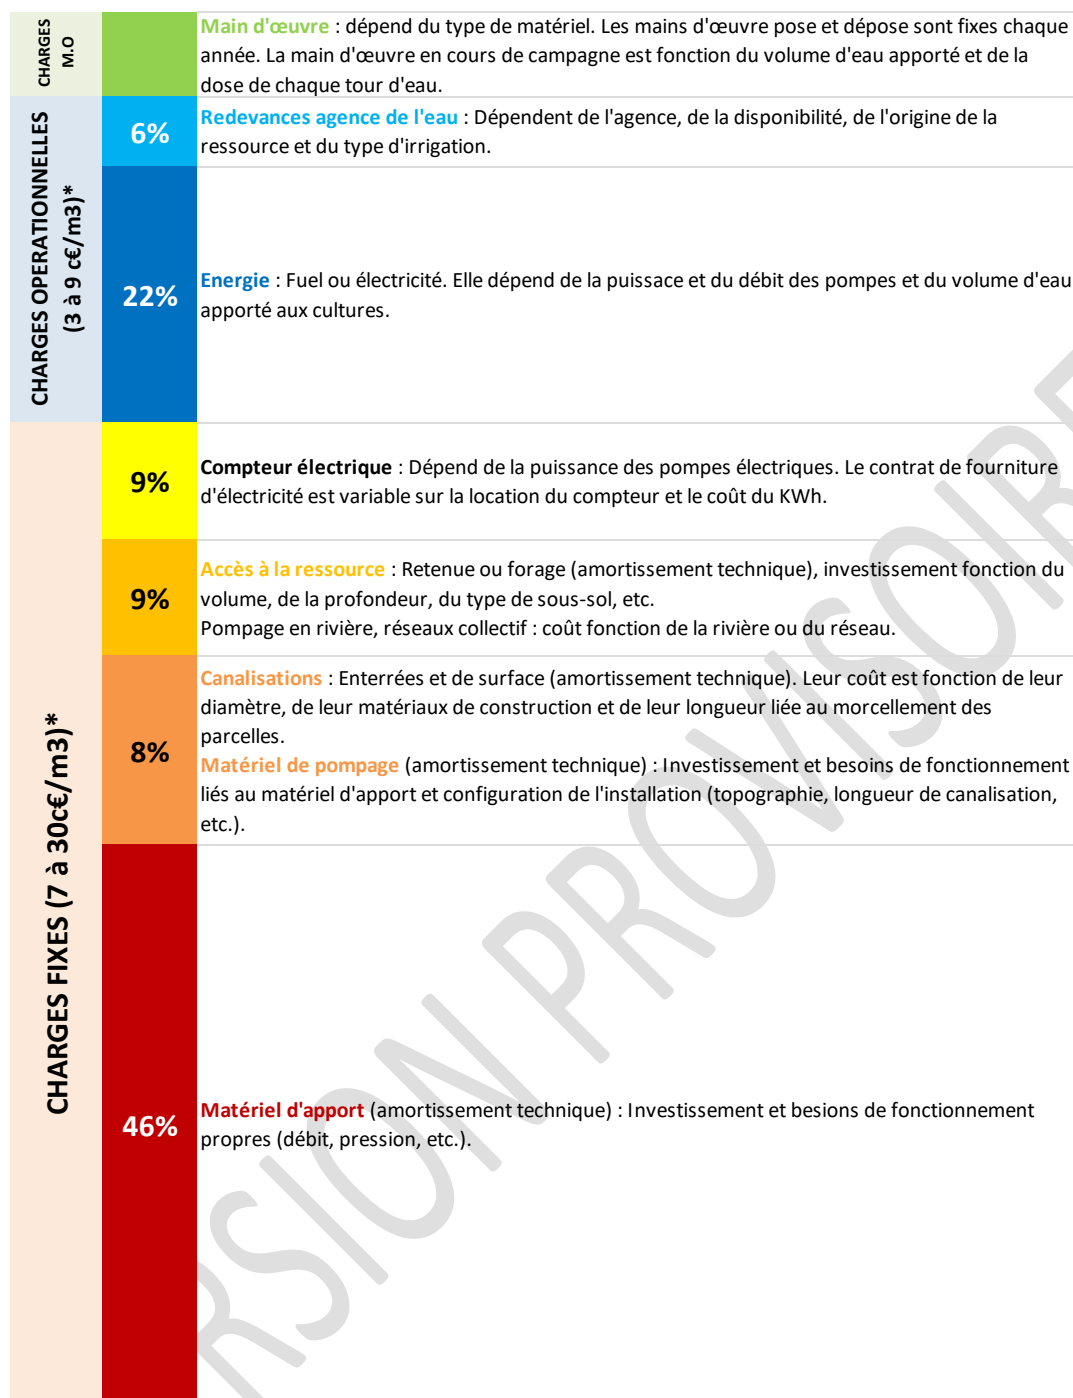 CHARGES
M.O
Main d'œuvre : dépend du type de matériel. Les mains d'œuvre pose et dépose sont fixes chaque
année. La main d'œuvre en cours de campagne est fonction du volume d'eau apporté et de la
dose de chaque tour d'eau.
CHARGES OPERATIONNELLES
(3 à 9 c€/m3)*
6%
Redevances agence de l'eau : Dépendent de l'agence, de la disponibilité, de l'origine de la
ressource et du type d'irrigation.
22%
Energie : Fuel ou électricité. Elle dépend de la puissace et du débit des pompes et du volume d'eau
apporté aux cultures.
CHARGES FIXES (7 à 30c€/m3)*
9%
Compteur électrique : Dépend de la puissance des pompes électriques. Le contrat de fourniture
d'électricité est variable sur la location du compteur et le coût du KWh.
9%
Accès à la ressource : Retenue ou forage (amortissement technique), investissement fonction du
volume, de la profondeur, du type de sous-sol, etc.
Pompage en rivière, réseaux collectif : coût fonction de la rivière ou du réseau.
8%
Canalisations : Enterrées et de surface (amortissement technique). Leur coût est fonction de leur
diamètre, de leur matériaux de construction et de leur longueur liée au morcellement des
parcelles.
Matériel de pompage (amortissement technique) : Investissement et besoins de fonctionnement
liés au matériel d'apport et configuration de l'installation (topographie, longueur de canalisation,
etc.).
46%
Matériel d'apport (amortissement technique) : Investissement et besions de fonctionnement
propres (débit, pression, etc.).
RSION PROVISOIRE